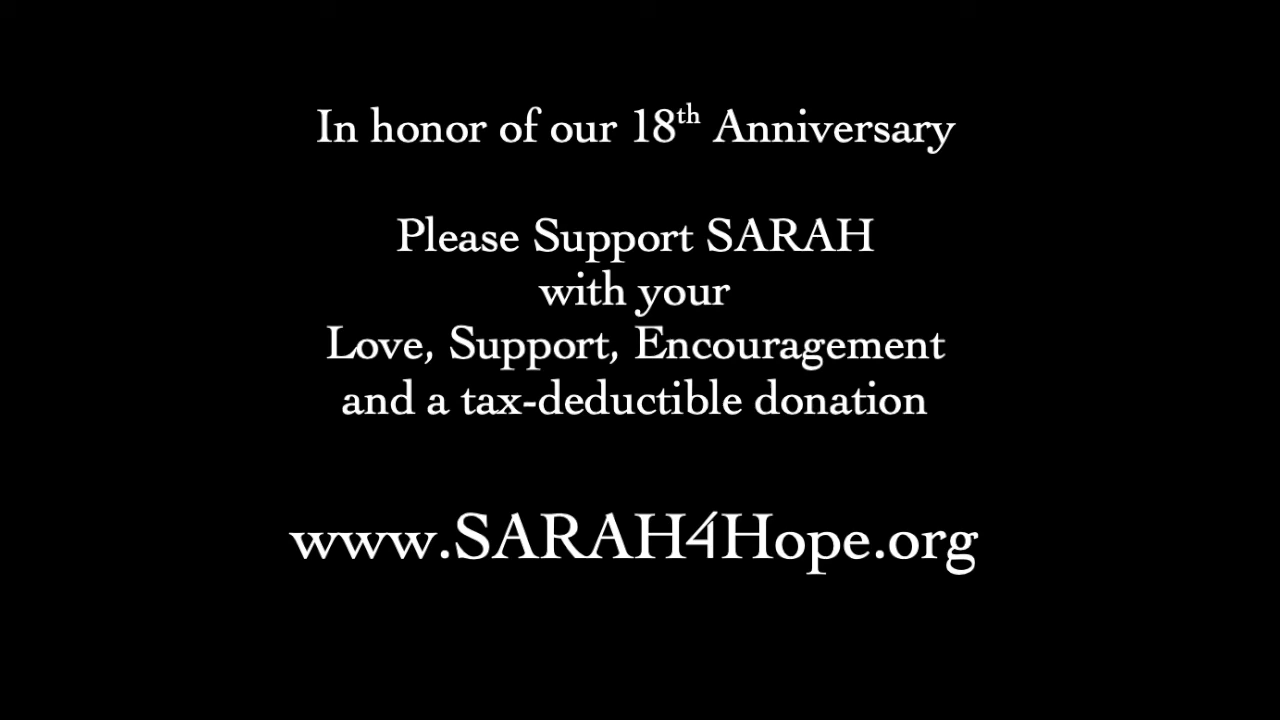 In honor of our 18th Anniversary
Please Support SARAH
with your
Love, Support, Encouragement
and a tax-deductible donation
www.SARAH4Hope.org